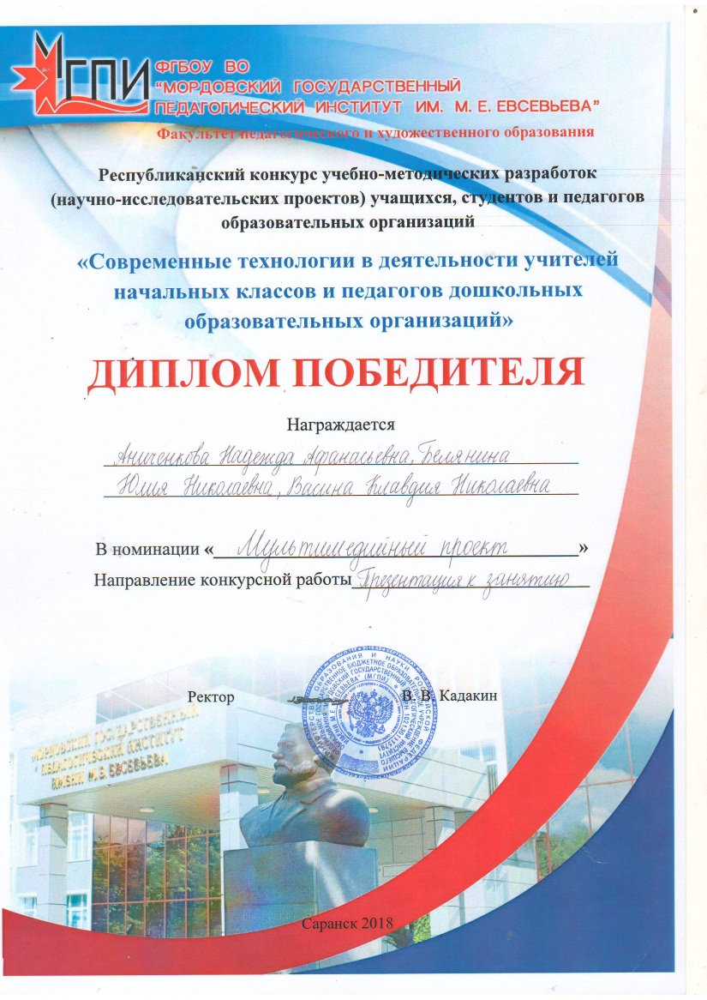 МГПИ
ФГБОУ ВО
"МОРДОВСКИЙ ГОСУДАРСТВЕННЫЙ
ПЕДАГОГИЧЕСКИЙ ИНСТИТУТ ИМ. М. Е. ЕВСЕВЬЕВА"
Факультет педагогического и художественного образования
Республиканский конкурс учебно-методических разработок
(научно-исследовательских проектов) учащихся, студентов и педагогов
образовательных организаций
«Современные технологии в деятельности учителей
начальных классов и педагогов дошкольных
образовательных организаций»
ДИПЛОМ ПОБЕДИТЕЛЯ
Награждается
Аниченкова Надежда Афанасьевна, Белянина
Юлия Николаевна, Васина Клавдия Николаевна
В номинации «Мультимедийный проект»
Направление конкурсной работы Презентация к занятию
Ректор В. В. Кадакин
МОРДОВСКИЙ ГОСУДАРСТВЕННЫЙ
ПЕДАГОГИЧЕСКИЙ ИНСТИТУТ
ИМЕНИ М.Е. ЕВСЕВЬЕВА
Саранск 2018